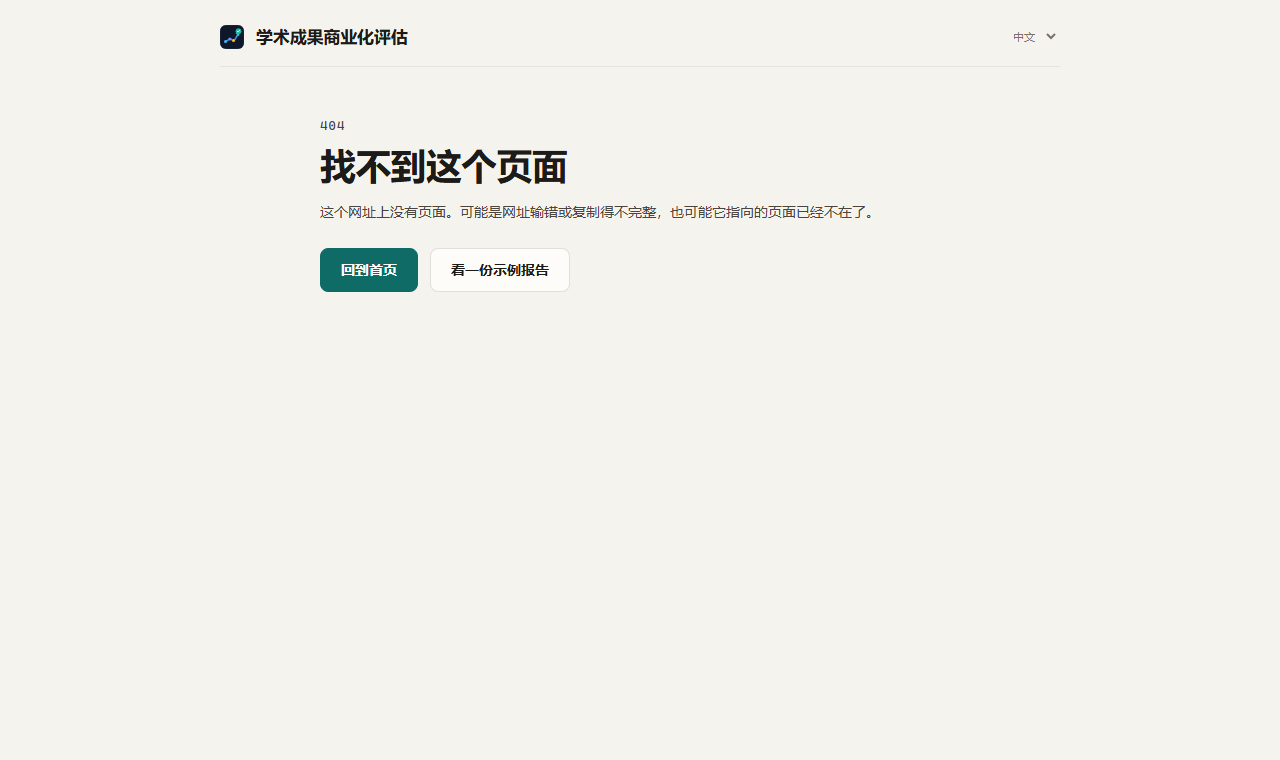 学术成果商业化评估
中文
404
找不到这个页面
这个网址上没有页面。可能是网址输错或复制得不完整，也可能它指向的页面已经不在了。
回到首页
看一份示例报告